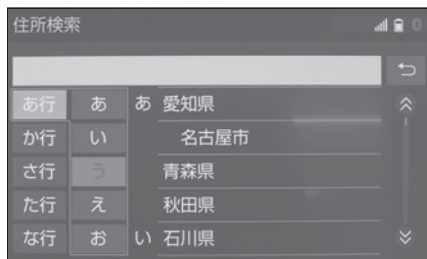 住所検索
あ行 あ あ 愛知県
か行 い 名古屋市
さ行 う 青森県
た行 え 秋田県
な行 お い 石川県